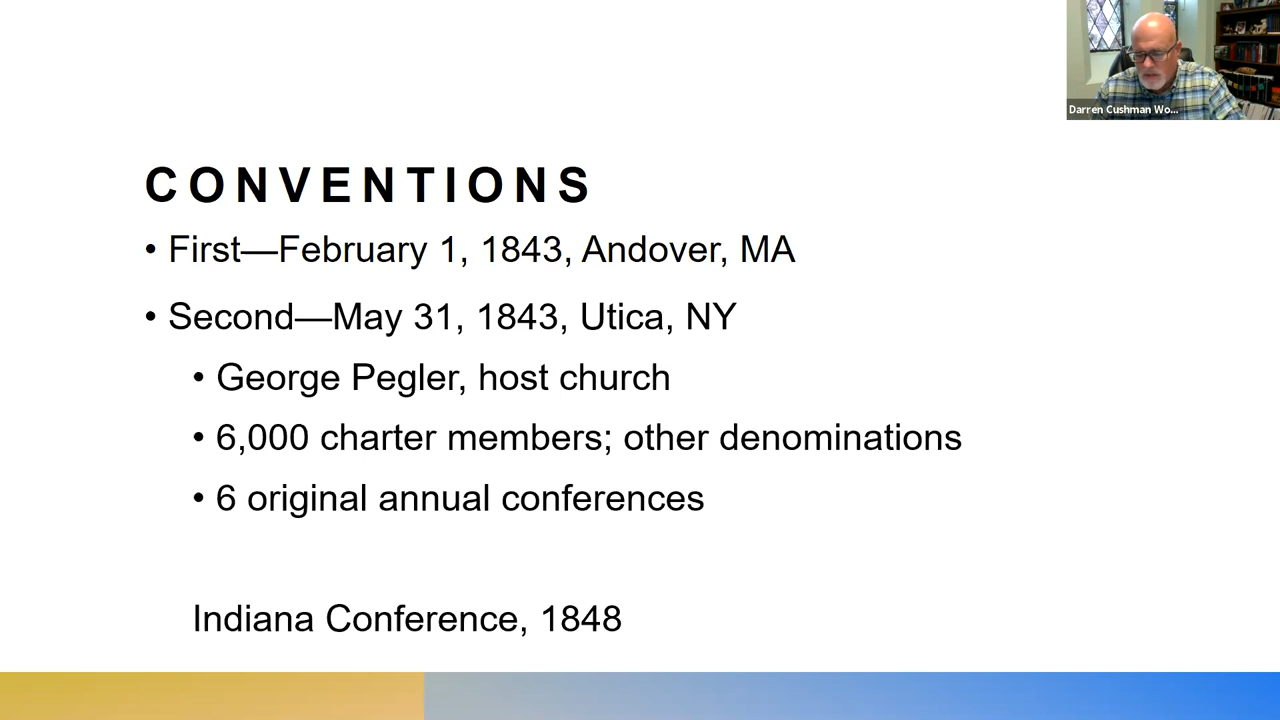 Darren Cushman Wo...
CONVENTIONS
• First—February 1, 1843, Andover, MA
• Second—May 31, 1843, Utica, NY
• George Pegler, host church
• 6,000 charter members; other denominations
• 6 original annual conferences
Indiana Conference, 1848